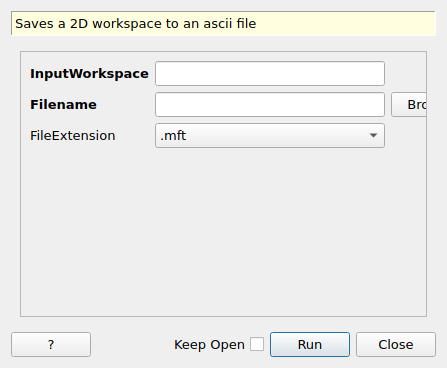 Saves a 2D workspace to an ascii file
InputWorkspace
Filename
Bro
FileExtension .mft
? Keep Open Run Close